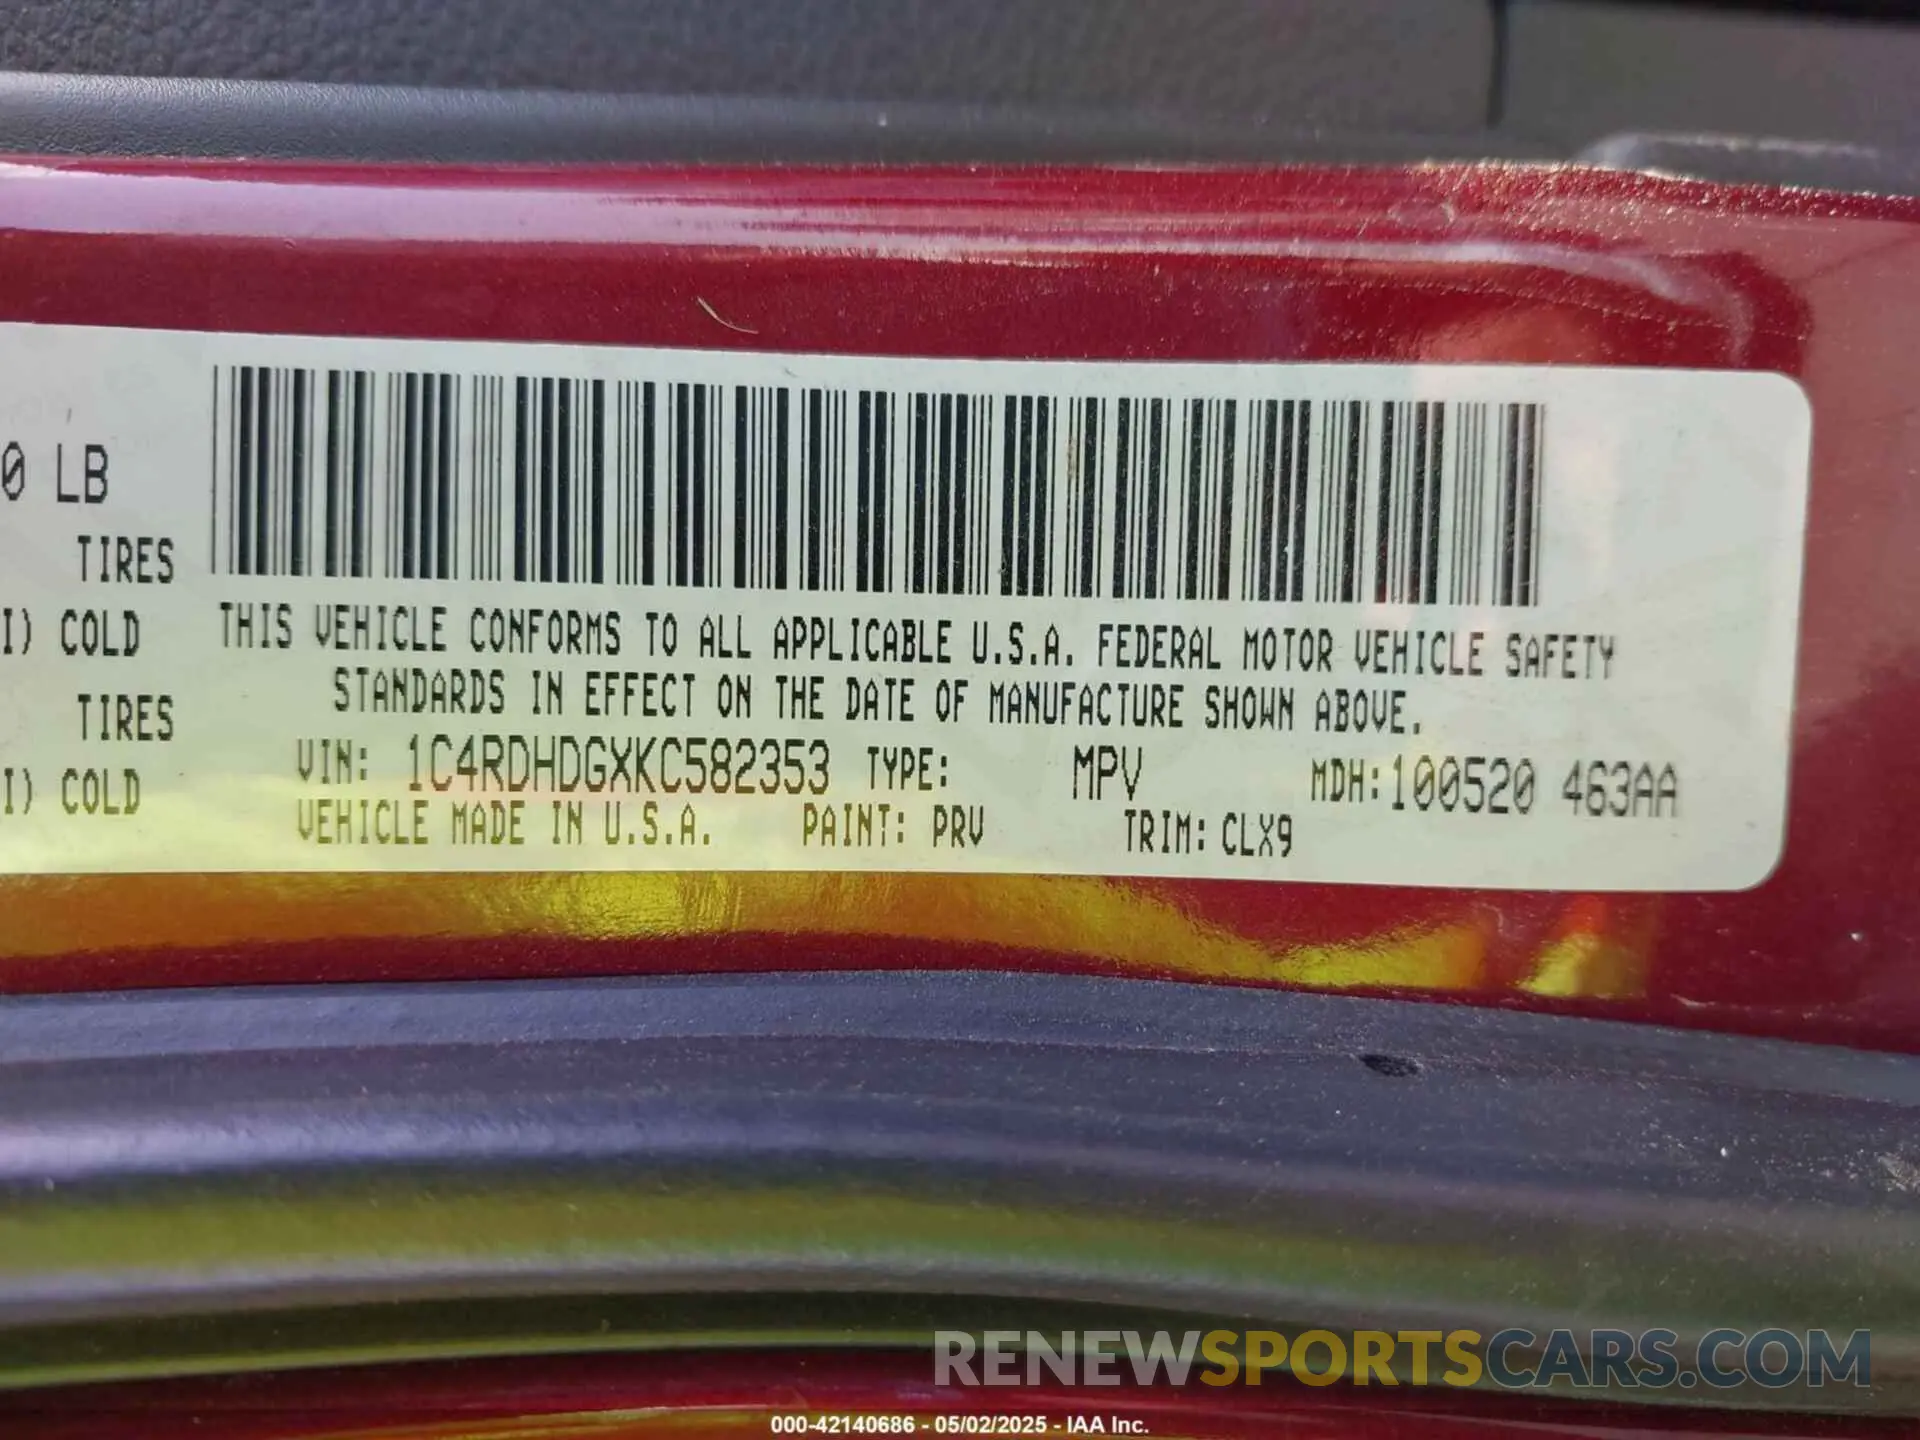 0 LB
TIRES
I) COLD
TIRES
I) COLD
THIS VEHICLE CONFORMS TO ALL APPLICABLE U.S.A. FEDERAL MOTOR VEHICLE SAFETY
STANDARDS IN EFFECT ON THE DATE OF MANUFACTURE SHOWN ABOVE.
VIN: 1C4RDHDGXKC582353 TYPE: MPV MDH:100520 463AA
VEHICLE MADE IN U.S.A. PAINT: PRV TRIM: CLX9
RENEWSPORTSCARS.COM
000-42140686 - 05/02/2025 - IAA Inc.